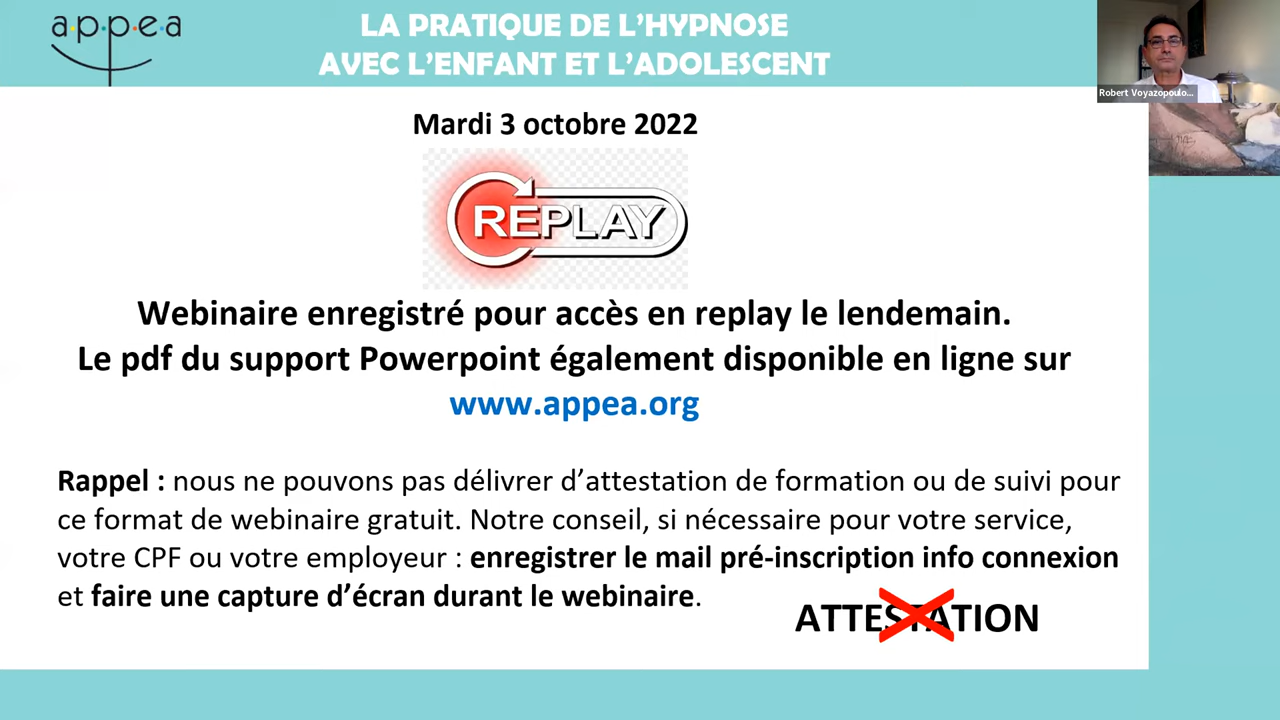 a·p·p·e·a
LA PRATIQUE DE L'HYPNOSE
AVEC L'ENFANT ET L'ADOLESCENT
Robert Voyazopoulo...
Mardi 3 octobre 2022
REPLAY
Webinaire enregistré pour accès en replay le lendemain.
Le pdf du support Powerpoint également disponible en ligne sur
www.appea.org
Rappel : nous ne pouvons pas délivrer d'attestation de formation ou de suivi pour
ce format de webinaire gratuit. Notre conseil, si nécessaire pour votre service,
votre CPF ou votre employeur : enregistrer le mail pré-inscription info connexion
et faire une capture d'écran durant le webinaire.
ATTESTATION